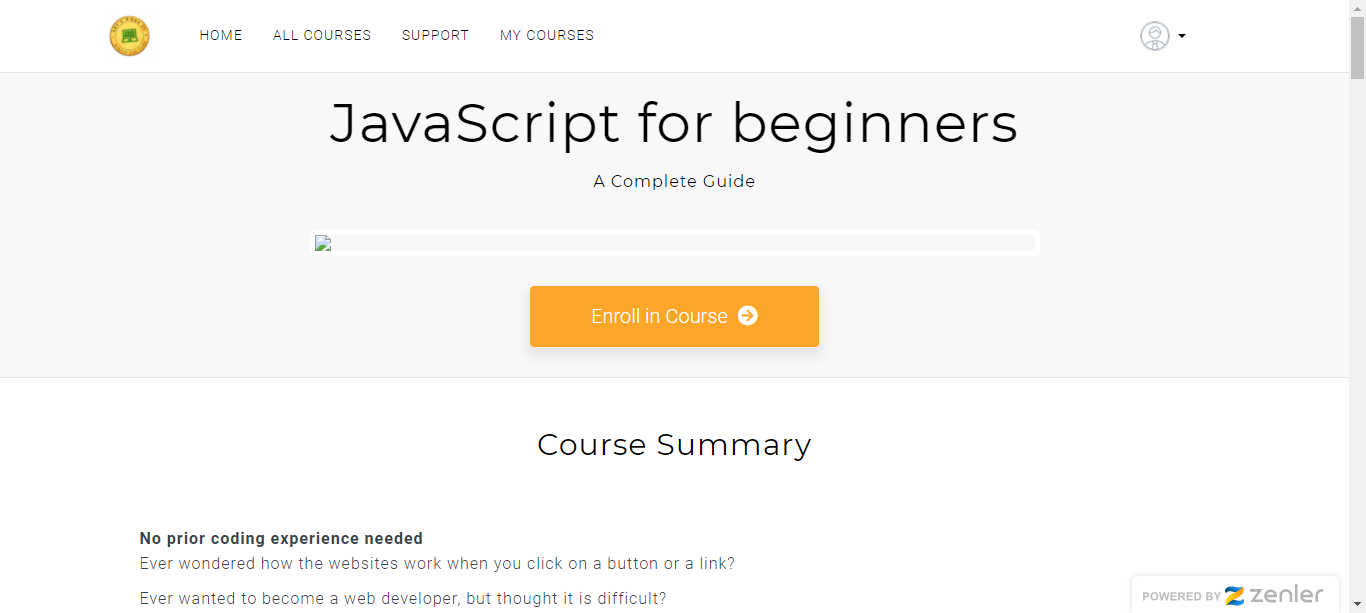 HOME ALL COURSES SUPPORT MY COURSES
JavaScript for beginners
A Complete Guide
Enroll in Course
Course Summary
No prior coding experience needed
Ever wondered how the websites work when you click on a button or a link?
Ever wanted to become a web developer, but thought it is difficult?
POWERED BY zenler